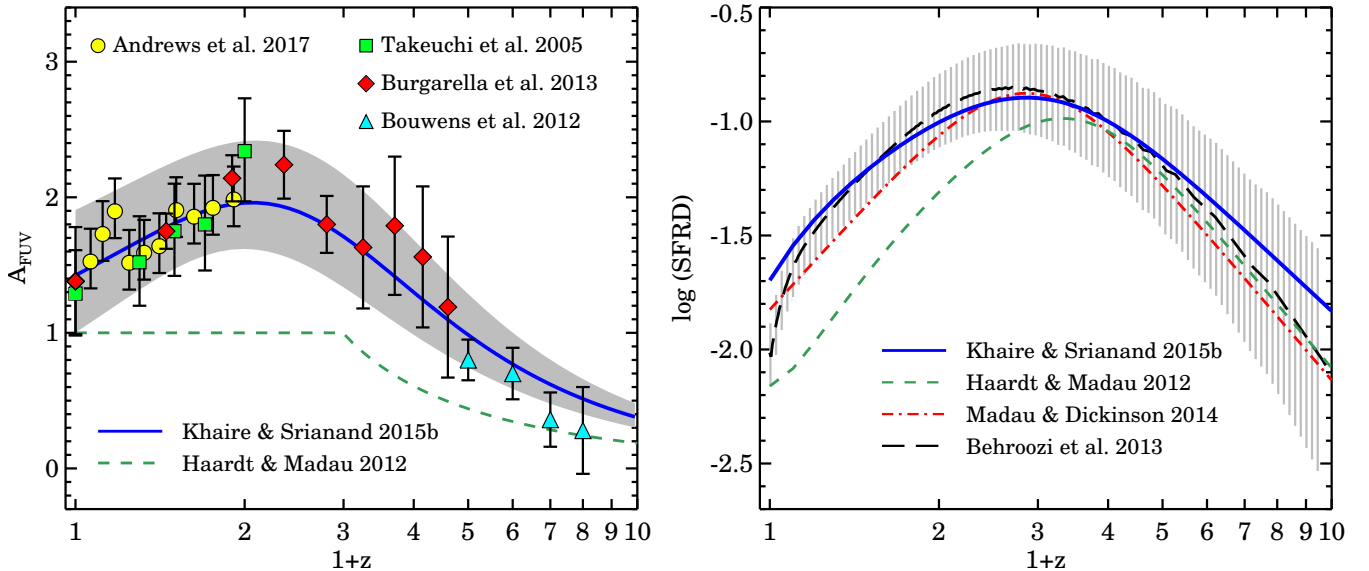 Andrews et al. 2017
Takeuchi et al. 2005
Burgarella et al. 2013
Bouwens et al. 2012
A_FUV
4
3
2
1
0
Khaire & Srianand 2015b
Haardt & Madau 2012
1 2 3 4 5 6 7 8 9 10
1+z
log (SFRD)
-0.5
-1.0
-1.5
-2.0
-2.5
Khaire & Srianand 2015b
Haardt & Madau 2012
Madau & Dickinson 2014
Behroozi et al. 2013
1 2 3 4 5 6 7 8 9 10
1+z